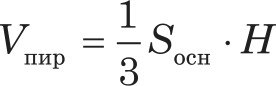 V_пир = 1/3 S_осн · H